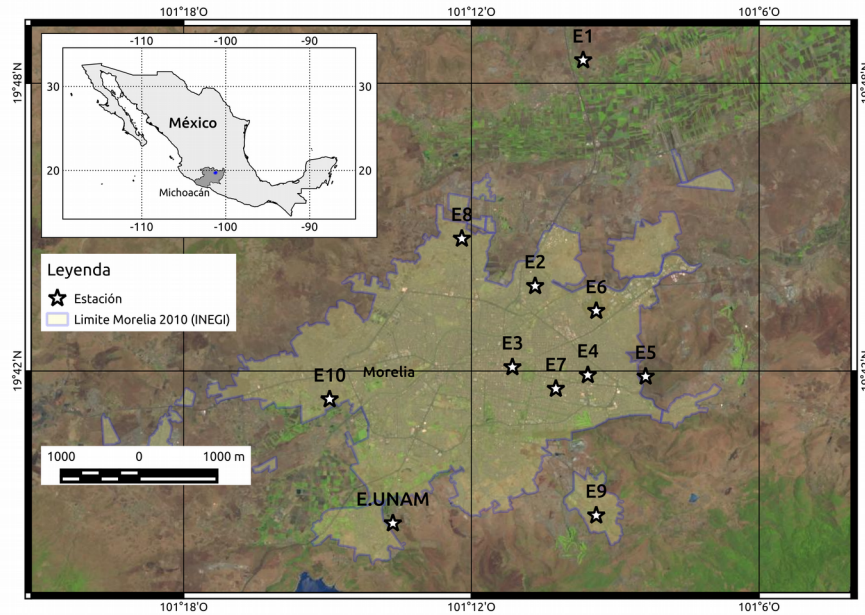 101°18'O 101°12'O 101°6'O
E1
19°48'N 19°48'N
-110 -100 -90
30 30
México
20 20
Michoacán
-110 -100 -90
E8
E2
Leyenda
Estación
Limite Morelia 2010 (INEGI)
E6
E3 E7 E4 E5
19°42'N 19°42'N
E10 Morelia
1000 0 1000 m
E.UNAM
E9
101°18'O 101°12'O 101°6'O